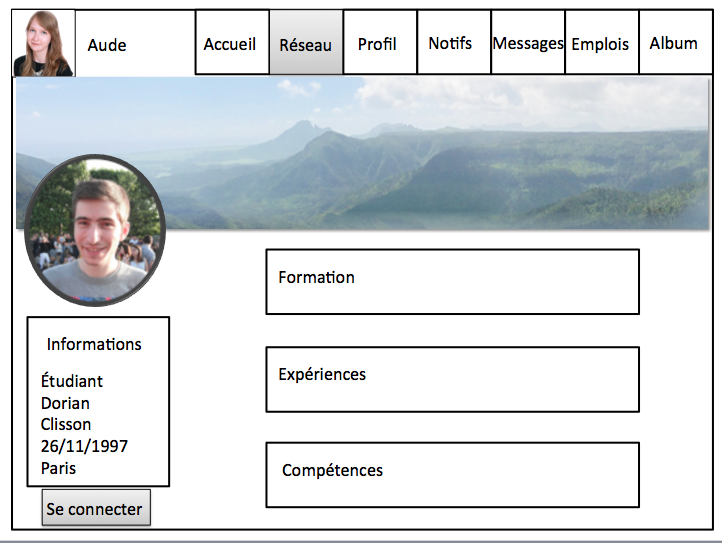 Aude
Accueil
Réseau
Profil
Notifs
Messages
Emplois
Album
Formation
Expériences
Compétences
Informations
Étudiant
Dorian
Clisson
26/11/1997
Paris
Se connecter